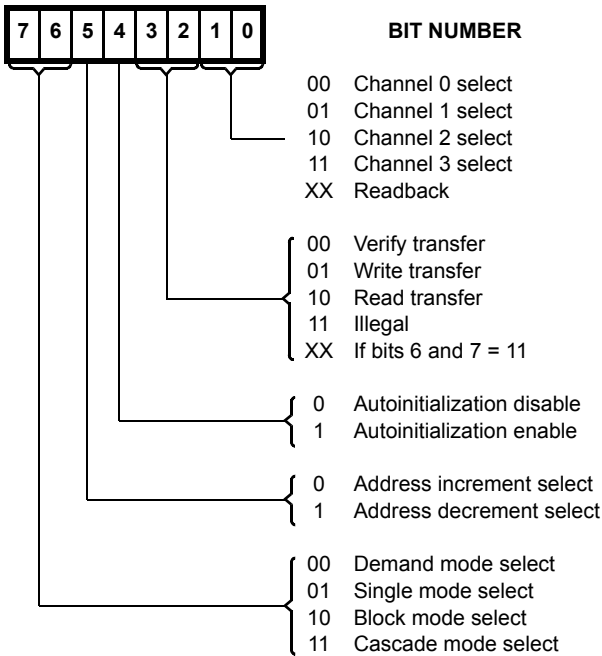 7 6 5 4 3 2 1 0 BIT NUMBER
00 Channel 0 select
01 Channel 1 select
10 Channel 2 select
11 Channel 3 select
XX Readback
00 Verify transfer
01 Write transfer
10 Read transfer
11 Illegal
XX If bits 6 and 7 = 11
0 Autoinitialization disable
1 Autoinitialization enable
0 Address increment select
1 Address decrement select
00 Demand mode select
01 Single mode select
10 Block mode select
11 Cascade mode select